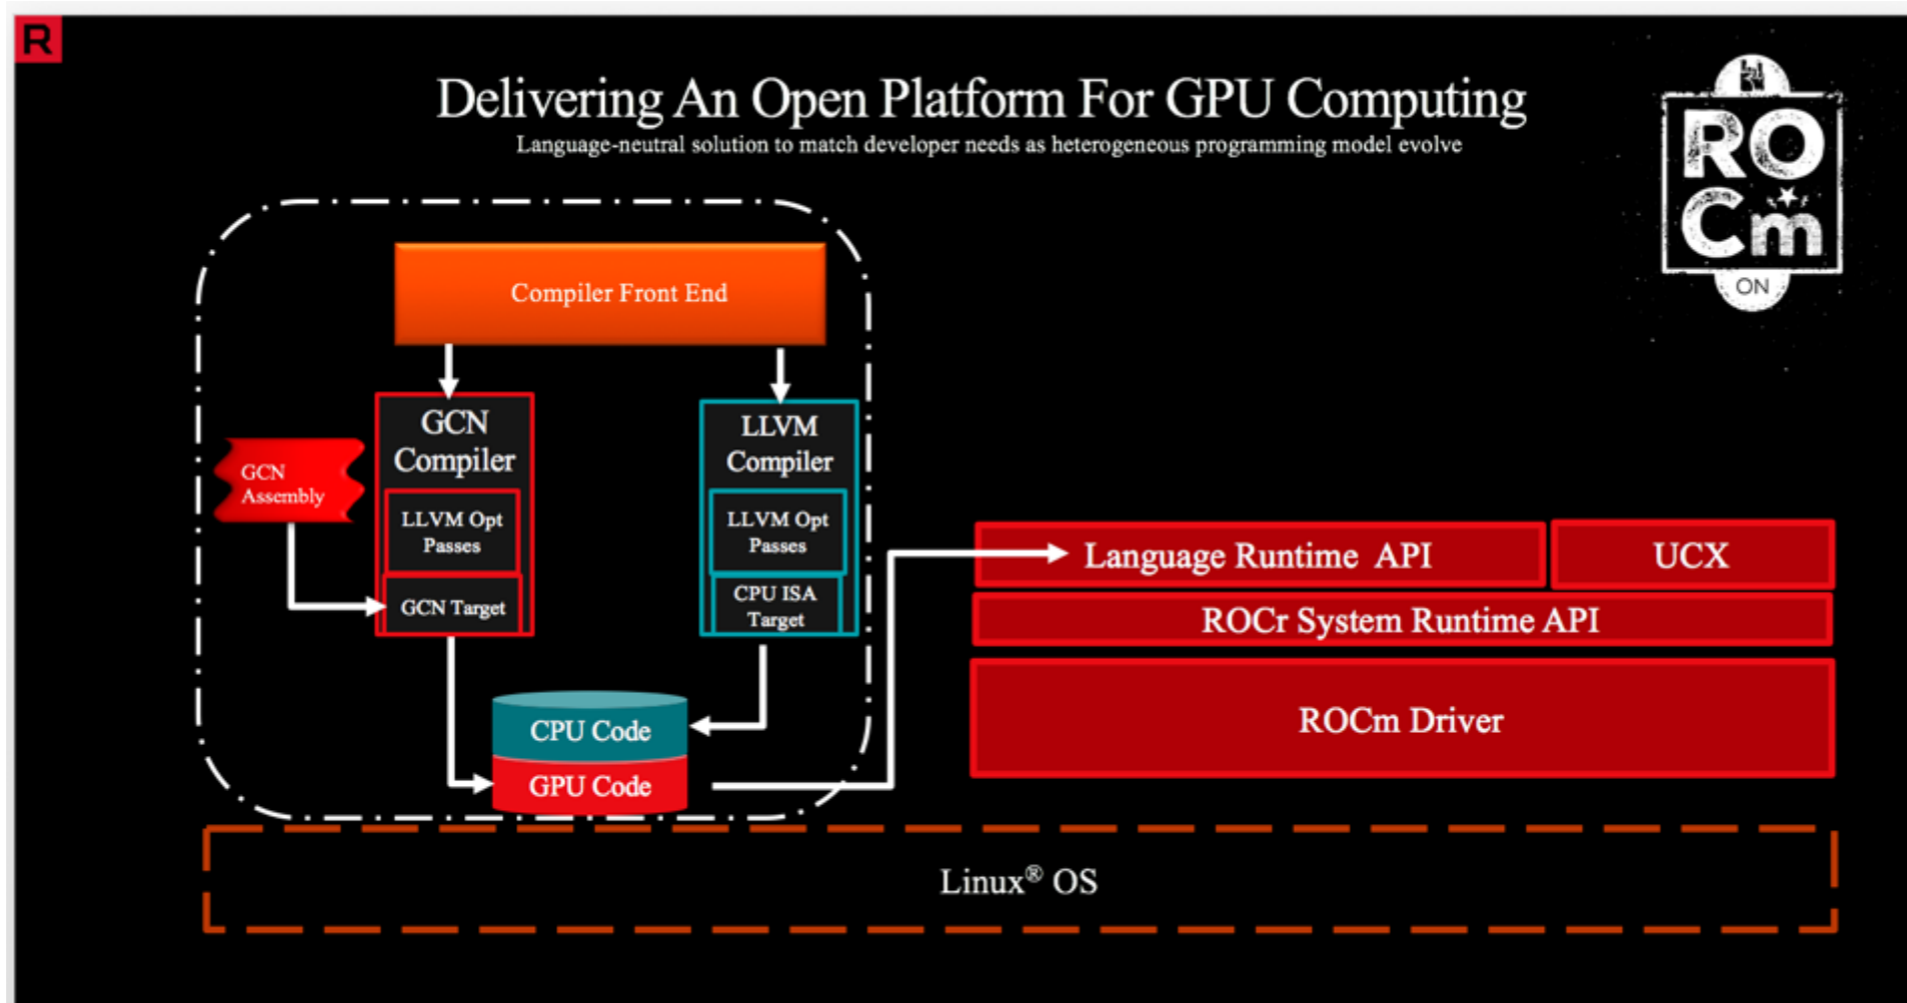 R
Delivering An Open Platform For GPU Computing
Language-neutral solution to match developer needs as heterogeneous programming model evolve
RO
Cm
ON
Compiler Front End
GCN
Compiler
LLVM
Compiler
GCN
Assembly
LLVM Opt
Passes
LLVM Opt
Passes
GCN Target
CPU ISA
Target
Language Runtime API
UCX
ROCr System Runtime API
ROCm Driver
CPU Code
GPU Code
Linux® OS